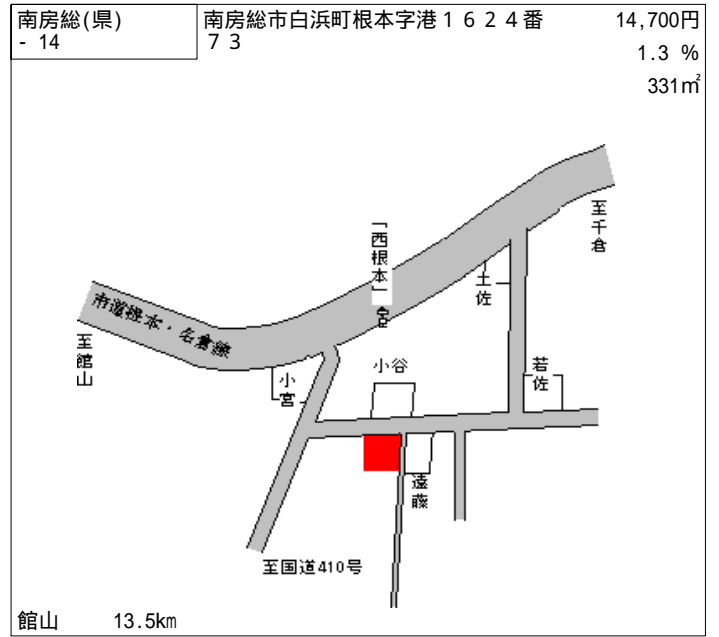 南房総(県)
- 14
南房総市白浜町根本字港１６２４番
７３
14,700円
1.3 %
331㎡
至千倉
「西根本」
土佐
市道根本・名倉線
至館山
小宮
小谷
若佐
遠藤
至国道410号
館山 13.5km